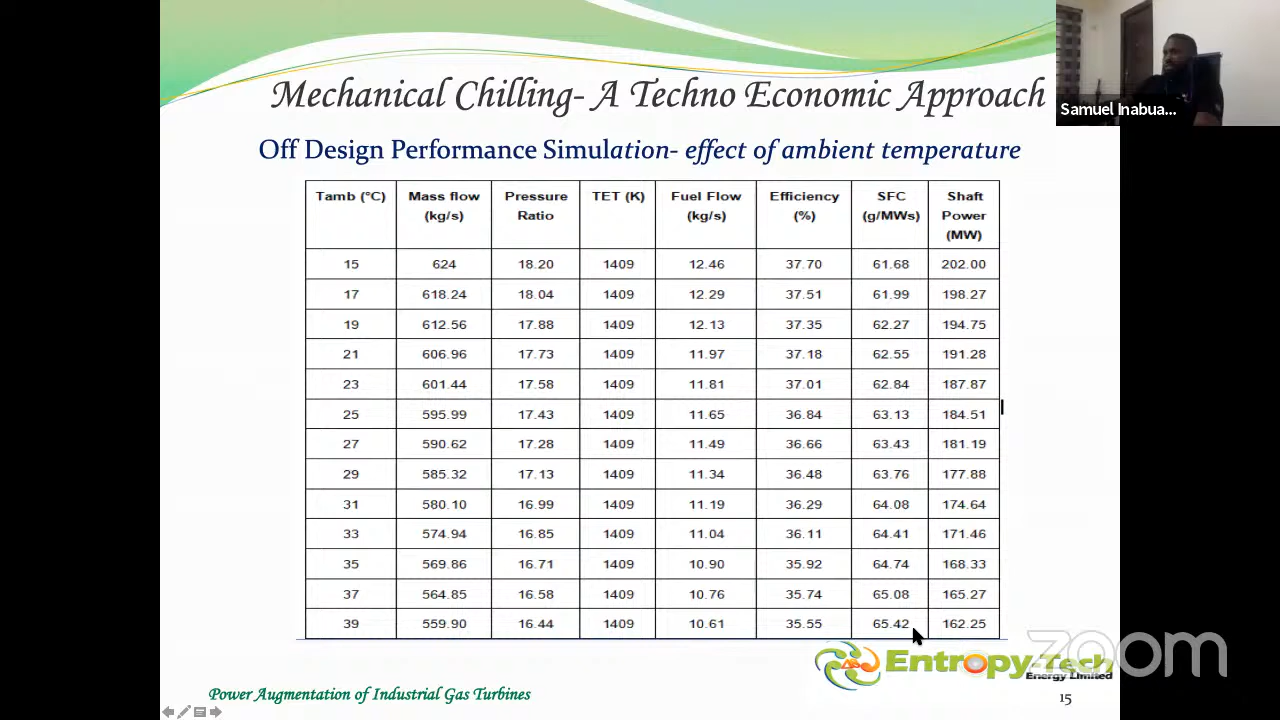 Mechanical Chilling- A Techno Economic Approach
Samuel Inabua...
Off Design Performance Simulation- effect of ambient temperature
Tamb (°C) Mass flow (kg/s) Pressure Ratio TET (K) Fuel Flow (kg/s) Efficiency (%) SFC (g/MWs) Shaft Power (MW)
15 624 18.20 1409 12.46 37.70 61.68 202.00
17 618.24 18.04 1409 12.29 37.51 61.99 198.27
19 612.56 17.88 1409 12.13 37.35 62.27 194.75
21 606.96 17.73 1409 11.97 37.18 62.55 191.28
23 601.44 17.58 1409 11.81 37.01 62.84 187.87
25 595.99 17.43 1409 11.65 36.84 63.13 184.51
27 590.62 17.28 1409 11.49 36.66 63.43 181.19
29 585.32 17.13 1409 11.34 36.48 63.76 177.88
31 580.10 16.99 1409 11.19 36.29 64.08 174.64
33 574.94 16.85 1409 11.04 36.11 64.41 171.46
35 569.86 16.71 1409 10.90 35.92 64.74 168.33
37 564.85 16.58 1409 10.76 35.74 65.08 165.27
39 559.90 16.44 1409 10.61 35.55 65.42 162.25
Entropy-Tech
Energy Limited
zoom
Power Augmentation of Industrial Gas Turbines
15